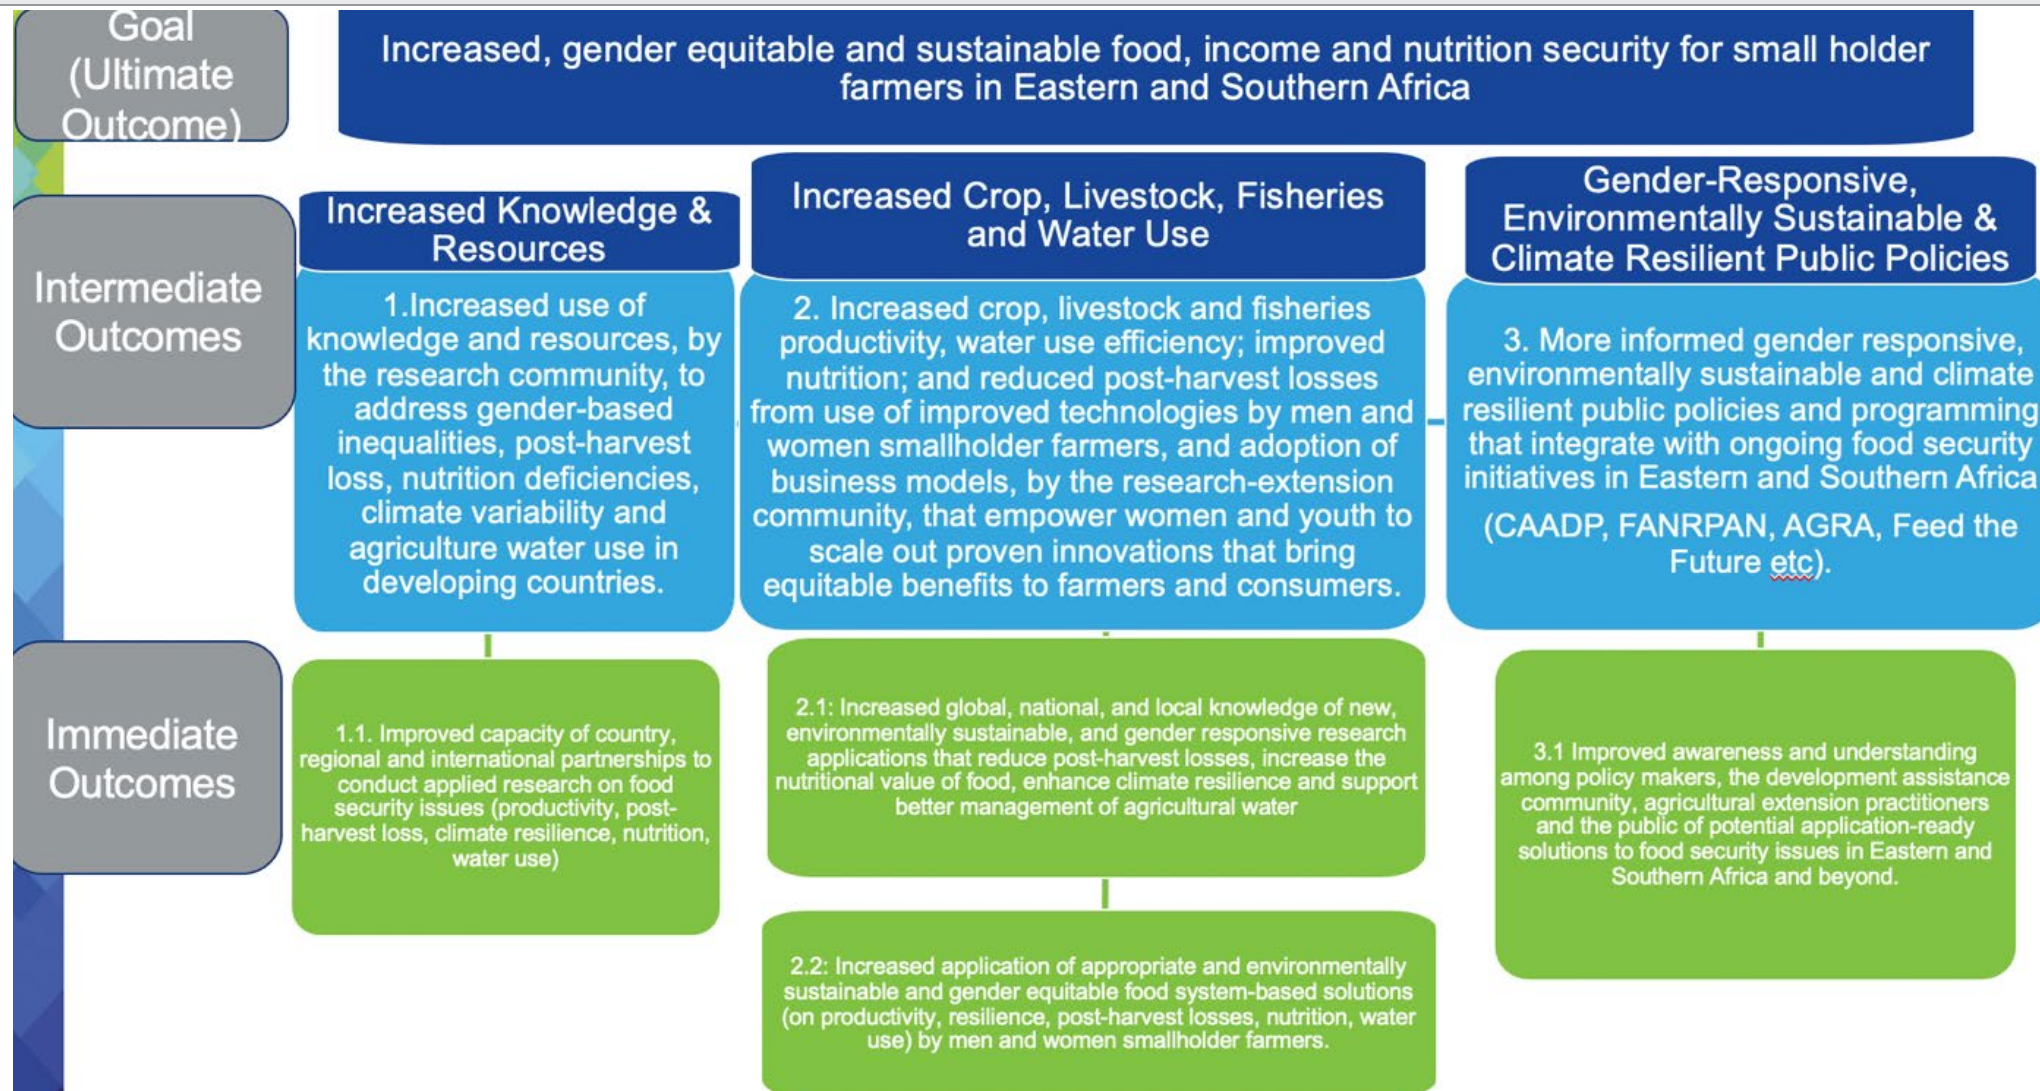 Goal
(Ultimate
Outcome)
Increased, gender equitable and sustainable food, income and nutrition security for small holder
farmers in Eastern and Southern Africa
Intermediate
Outcomes
Increased Knowledge &
Resources
1.Increased use of
knowledge and resources, by
the research community, to
address gender-based
inequalities, post-harvest
loss, nutrition deficiencies,
climate variability and
agriculture water use in
developing countries.
Increased Crop, Livestock, Fisheries
and Water Use
2. Increased crop, livestock and fisheries
productivity, water use efficiency; improved
nutrition; and reduced post-harvest losses
from use of improved technologies by men and
women smallholder farmers, and adoption of
business models, by the research-extension
community, that empower women and youth to
scale out proven innovations that bring
equitable benefits to farmers and consumers.
Gender-Responsive,
Environmentally Sustainable &
Climate Resilient Public Policies
3. More informed gender responsive,
environmentally sustainable and climate
resilient public policies and programming
that integrate with ongoing food security
initiatives in Eastern and Southern Africa
(CAADP, FANRPAN, AGRA, Feed the
Future etc).
Immediate
Outcomes
1.1. Improved capacity of country,
regional and international partnerships to
conduct applied research on food
security issues (productivity, post-
harvest loss, climate resilience, nutrition,
water use)
2.1: Increased global, national, and local knowledge of new,
environmentally sustainable, and gender responsive research
applications that reduce post-harvest losses, increase the
nutritional value of food, enhance climate resilience and support
better management of agricultural water
2.2: Increased application of appropriate and environmentally
sustainable and gender equitable food system-based solutions
(on productivity, resilience, post-harvest losses, nutrition, water
use) by men and women smallholder farmers.
3.1 Improved awareness and understanding
among policy makers, the development assistance
community, agricultural extension practitioners
and the public of potential application-ready
solutions to food security issues in Eastern and
Southern Africa and beyond.